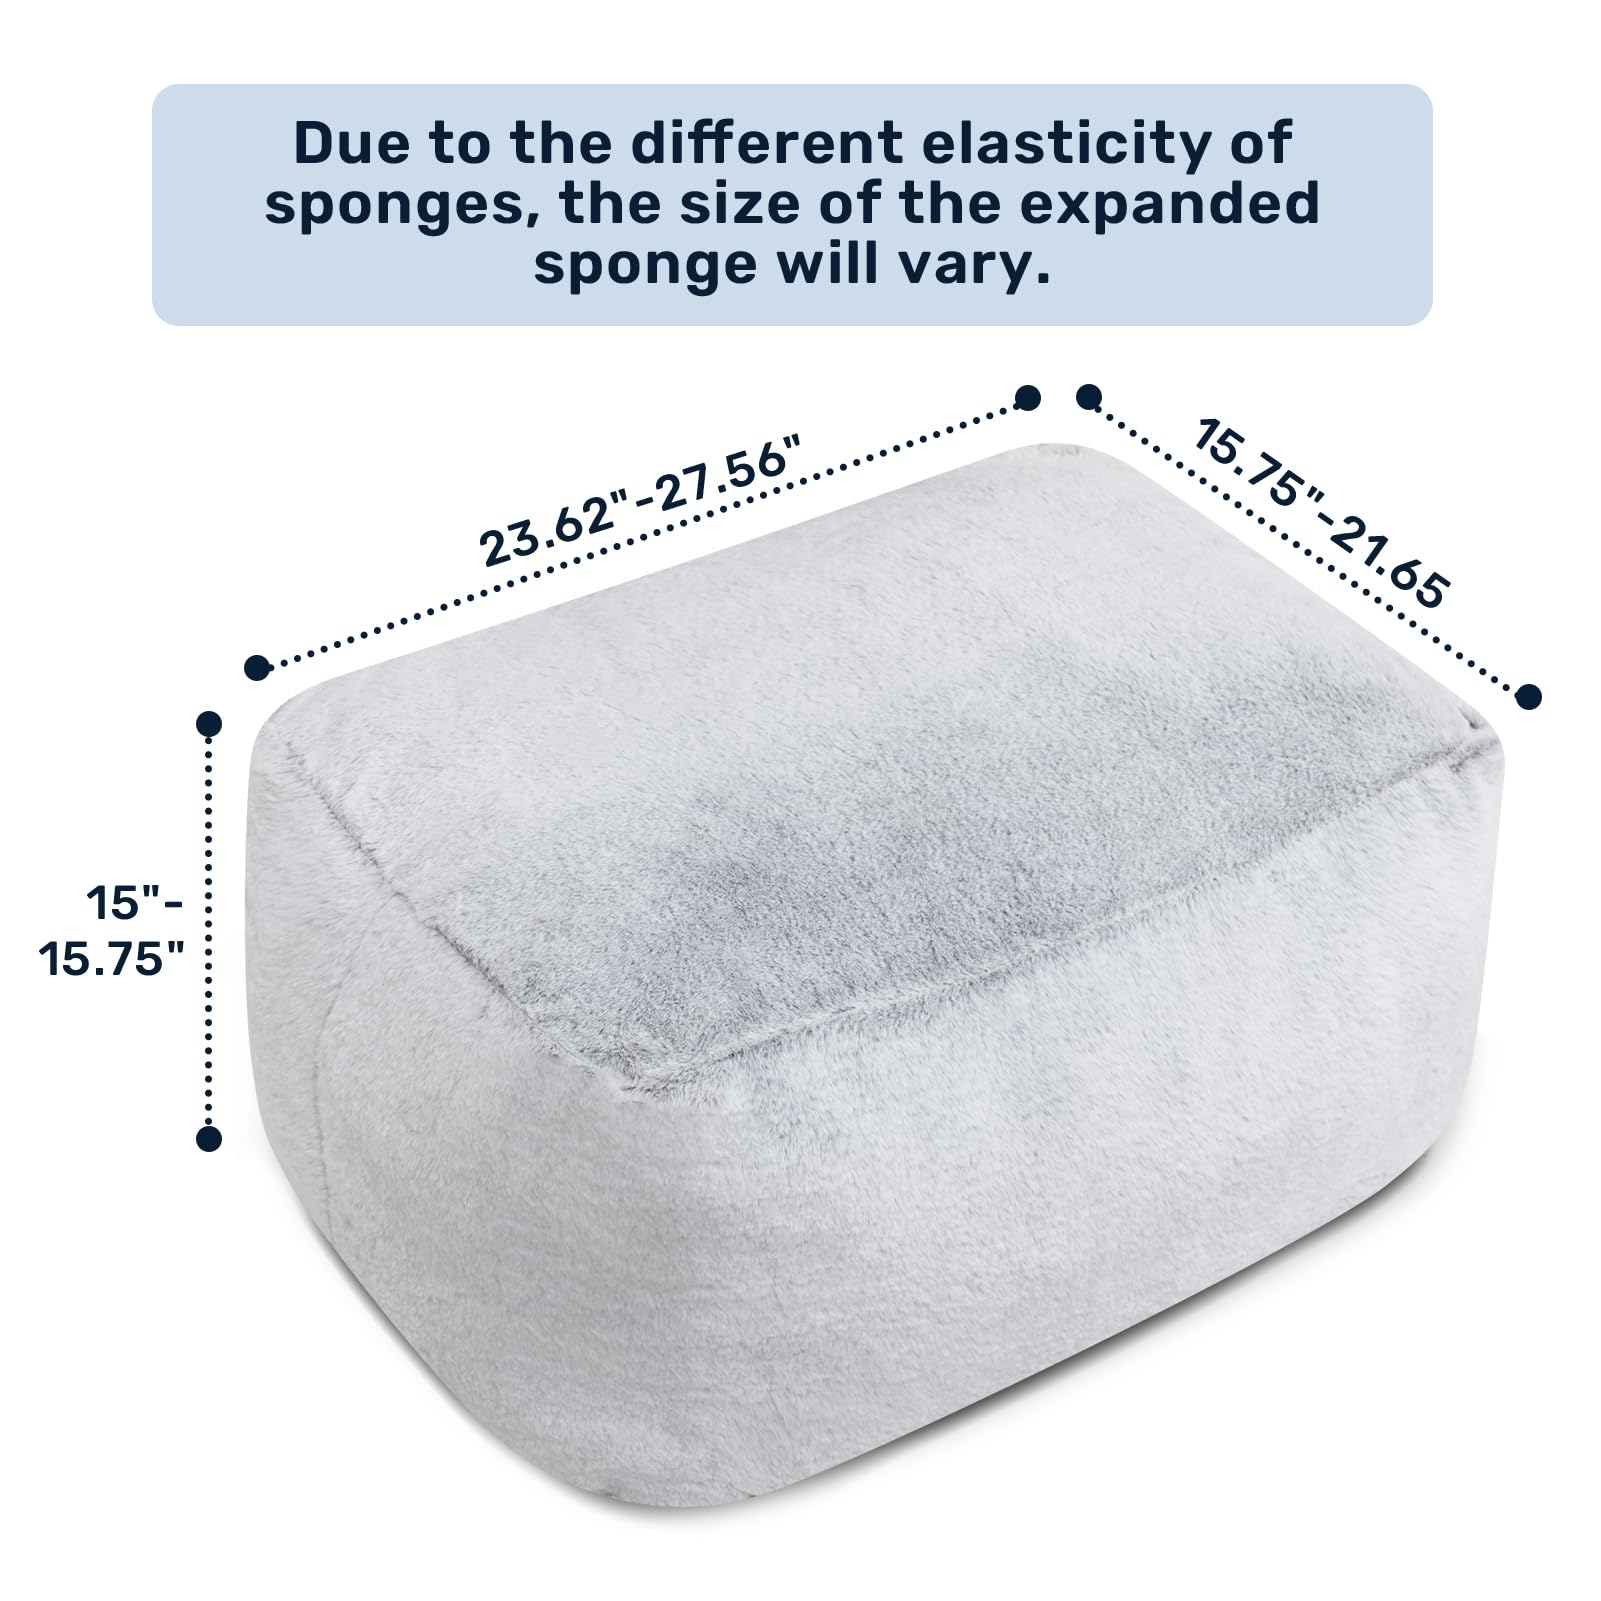 Due to the different elasticity of
sponges, the size of the expanded
sponge will vary.
23.62"-27.56"
15.75"-21.65
15"-
15.75"